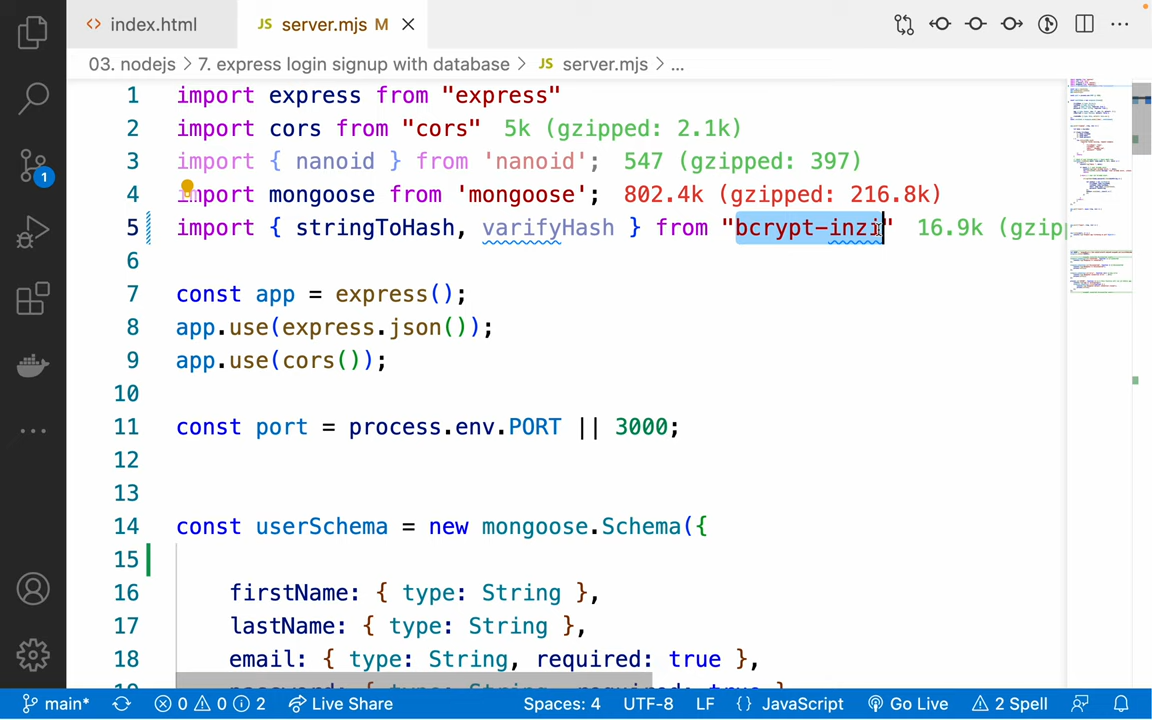 <> index.html
JS server.mjs M
03. nodejs > 7. express login signup with database > JS server.mjs > ...
1 import express from "express"
2 import cors from "cors" 5k (gzipped: 2.1k)
3 import { nanoid } from 'nanoid'; 547 (gzipped: 397)
4 import mongoose from 'mongoose'; 802.4k (gzipped: 216.8k)
5 import { stringToHash, varifyHash } from "bcrypt-inzi" 16.9k (gzip
6
7 const app = express();
8 app.use(express.json());
9 app.use(cors());
10
11 const port = process.env.PORT || 3000;
12
13
14 const userSchema = new mongoose.Schema({
15
16 firstName: { type: String },
17 lastName: { type: String },
18 email: { type: String, required: true },
1
main* 0 0 2 Live Share Spaces: 4 UTF-8 LF {} JavaScript Go Live 2 Spell